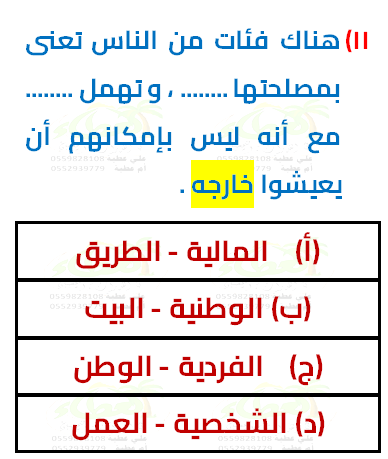 ١١) هناك فئات من الناس تعنى
بمصلحتها ........ ، و تهمل ........
مع أنه ليس بإمكانهم أن
يعيشوا خارجه .
(أ) المالية - الطريق
(ب) الوطنية - البيت
(ج) الفردية - الوطن
(د) الشخصية - العمل